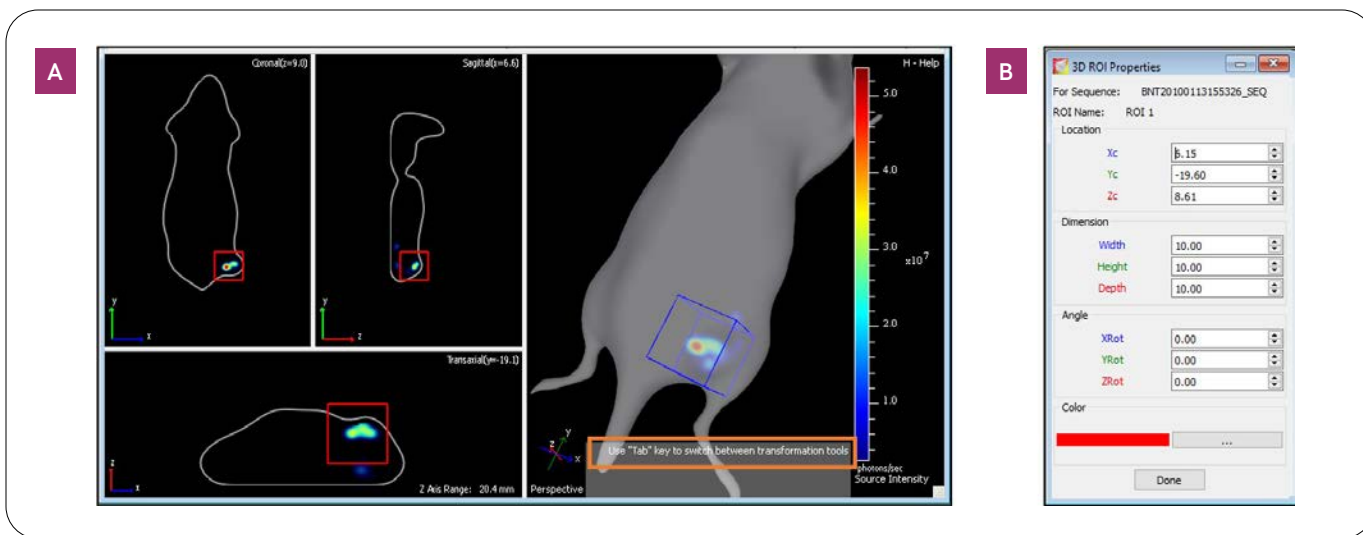 A
Coronal(z=9.0)
Sagittal(x=6.6)
H - Help
5.0
4.0
3.0
x10 7
2.0
1.0
y
x
y
z
Transaxial(y=-19.1)
z
x
Z Axis Range: 20.4 mm
y
z
x
Use "Tab" key to switch between transformation tools
Perspective
photons/sec
Source Intensity
B
3D ROI Properties
For Sequence: BNT20100113155326_SEQ
ROI Name: ROI 1
Location
Xc 6.15
Yc -19.60
Zc 8.61
Dimension
Width 10.00
Height 10.00
Depth 10.00
Angle
XRot 0.00
YRot 0.00
ZRot 0.00
Color
...
Done